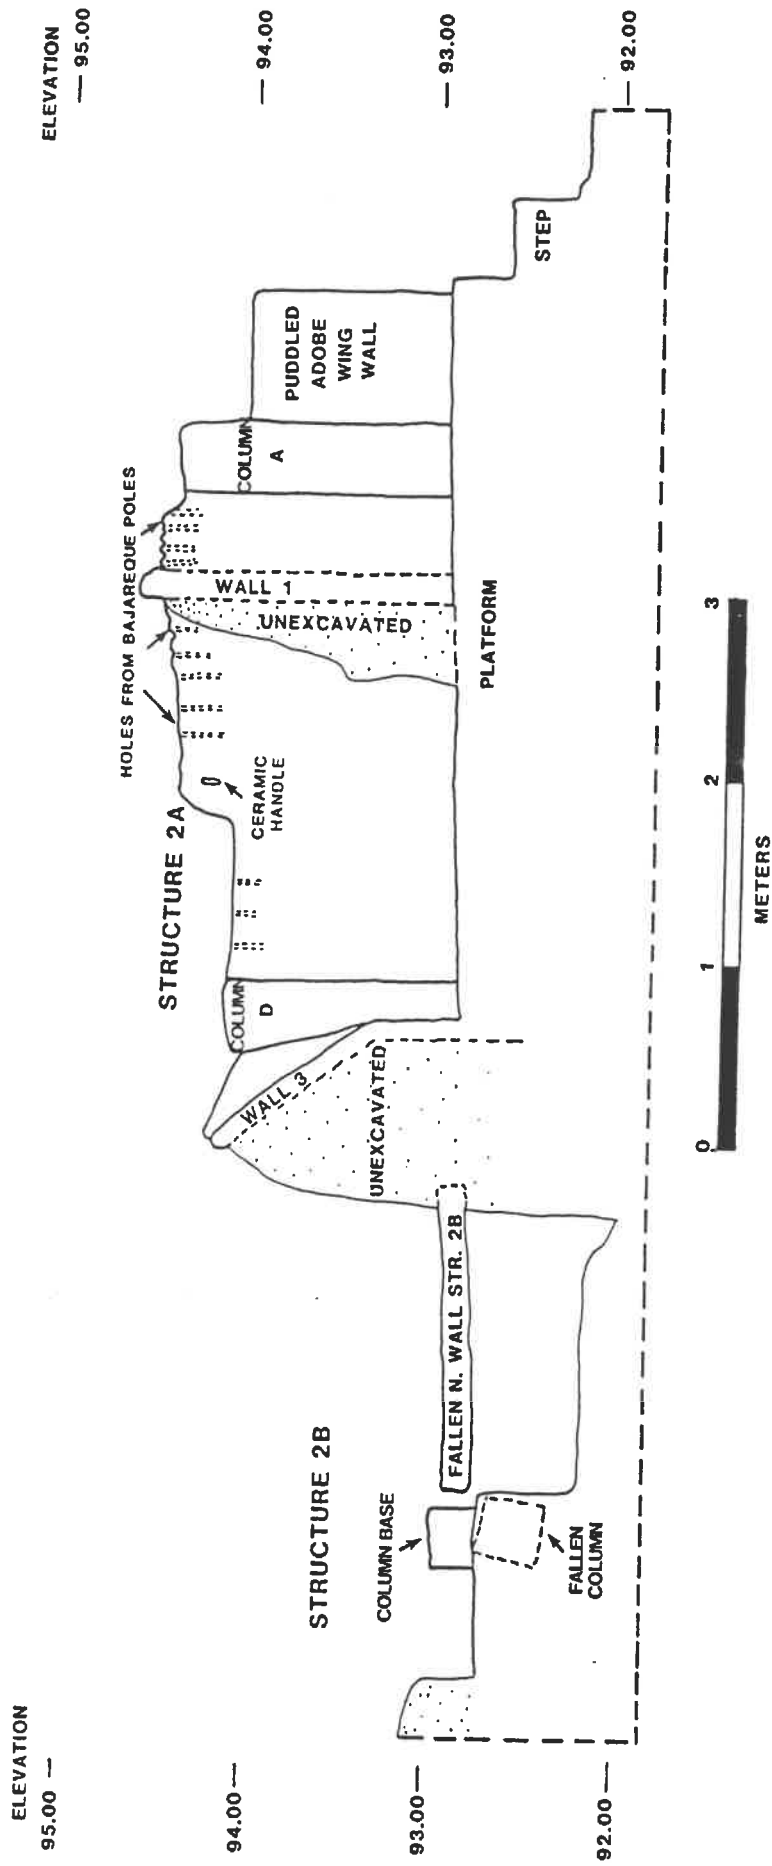 ELEVATION
95.00
94.00
93.00
92.00
STRUCTURE 2B
COLUMN BASE
FALLEN
COLUMN
FALLEN N. WALL STR. 2B
UNEXCAVATED
WALL 3
COLUMN
D
STRUCTURE 2A
CERAMIC
HANDLE
HOLES FROM BAJAREQUE POLES
UNEXCAVATED
WALL 1
PLATFORM
COLUMN
A
PUDDLED
ADOBE
WING
WALL
STEP
ELEVATION
95.00
94.00
93.00
92.00
0 1 2 3
METERS